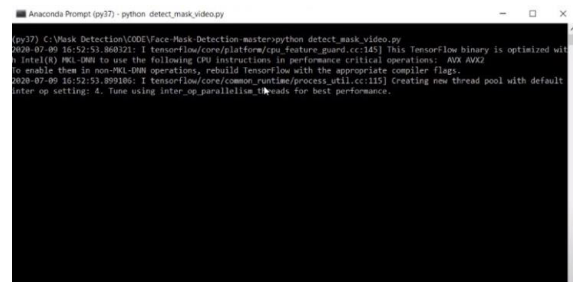 Anaconda Prompt (py37) - python detect_mask_video.py
(py37) C:\Mask Detection\CODE\Face-Mask-Detection-master>python detect_mask_video.py
2020-07-09 16:52:53.860321: I tensorflow/core/platform/cpu_feature_guard.cc:145] This TensorFlow binary is optimized wit
h Intel(R) MKL-DNN to use the following CPU instructions in performance critical operations:  AVX AVX2
To enable them in non-MKL-DNN operations, rebuild TensorFlow with the appropriate compiler flags.
2020-07-09 16:52:53.899106: I tensorflow/core/common_runtime/process_util.cc:115] Creating new thread pool with default
inter op setting: 4. Tune using inter_op_parallelism_threads for best performance.